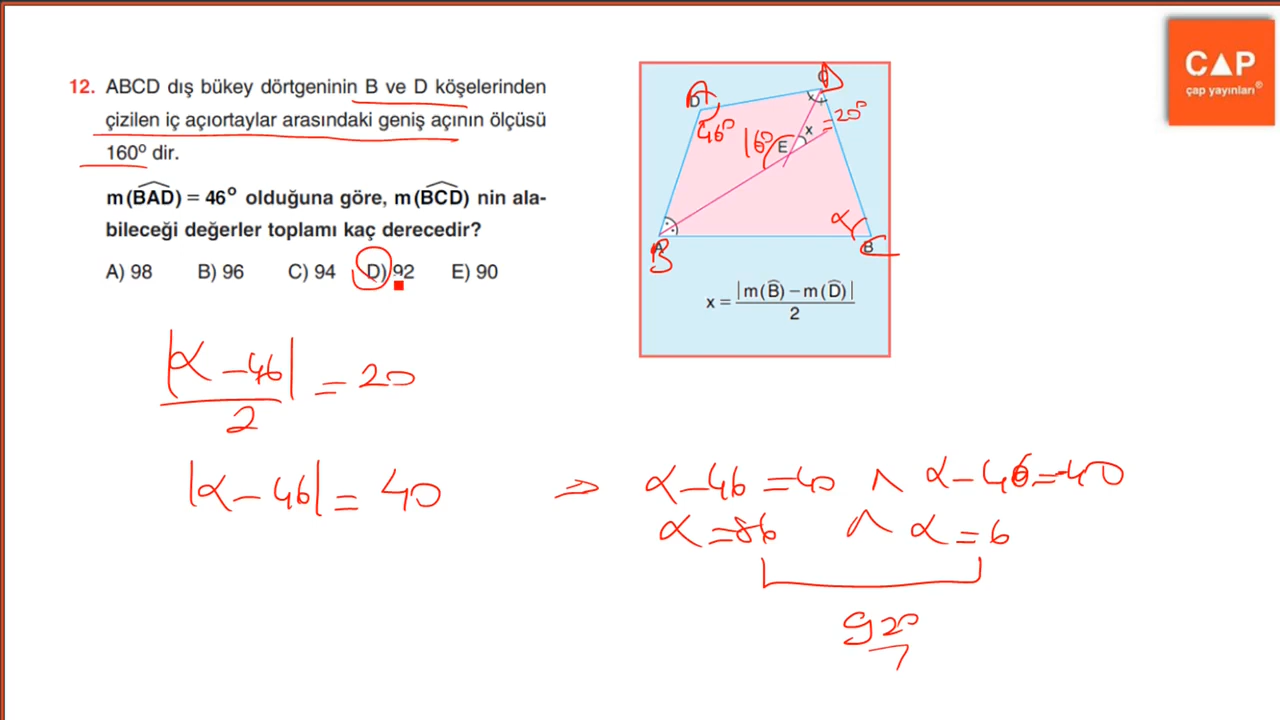 12. ABCD dış bükey dörtgeninin B ve D köşelerinden
çizilen iç açıortaylar arasındaki geniş açının ölçüsü
160° dir.
m(BAD) = 46° olduğuna göre, m(BCD) nin ala-
bileceği değerler toplamı kaç derecedir?
A) 98 B) 96 C) 94 D) 92 E) 90
|α - 46| / 2 = 20
|α - 46| = 40
⇒ α - 46 = 40 ∧ α - 46 = -40
α = 86 ∧ α = 6
920
A D
46° 160 E x = 20°
α
B C
A B
x = |m(B) – m(D)| / 2
ÇAP
çap yayınları®